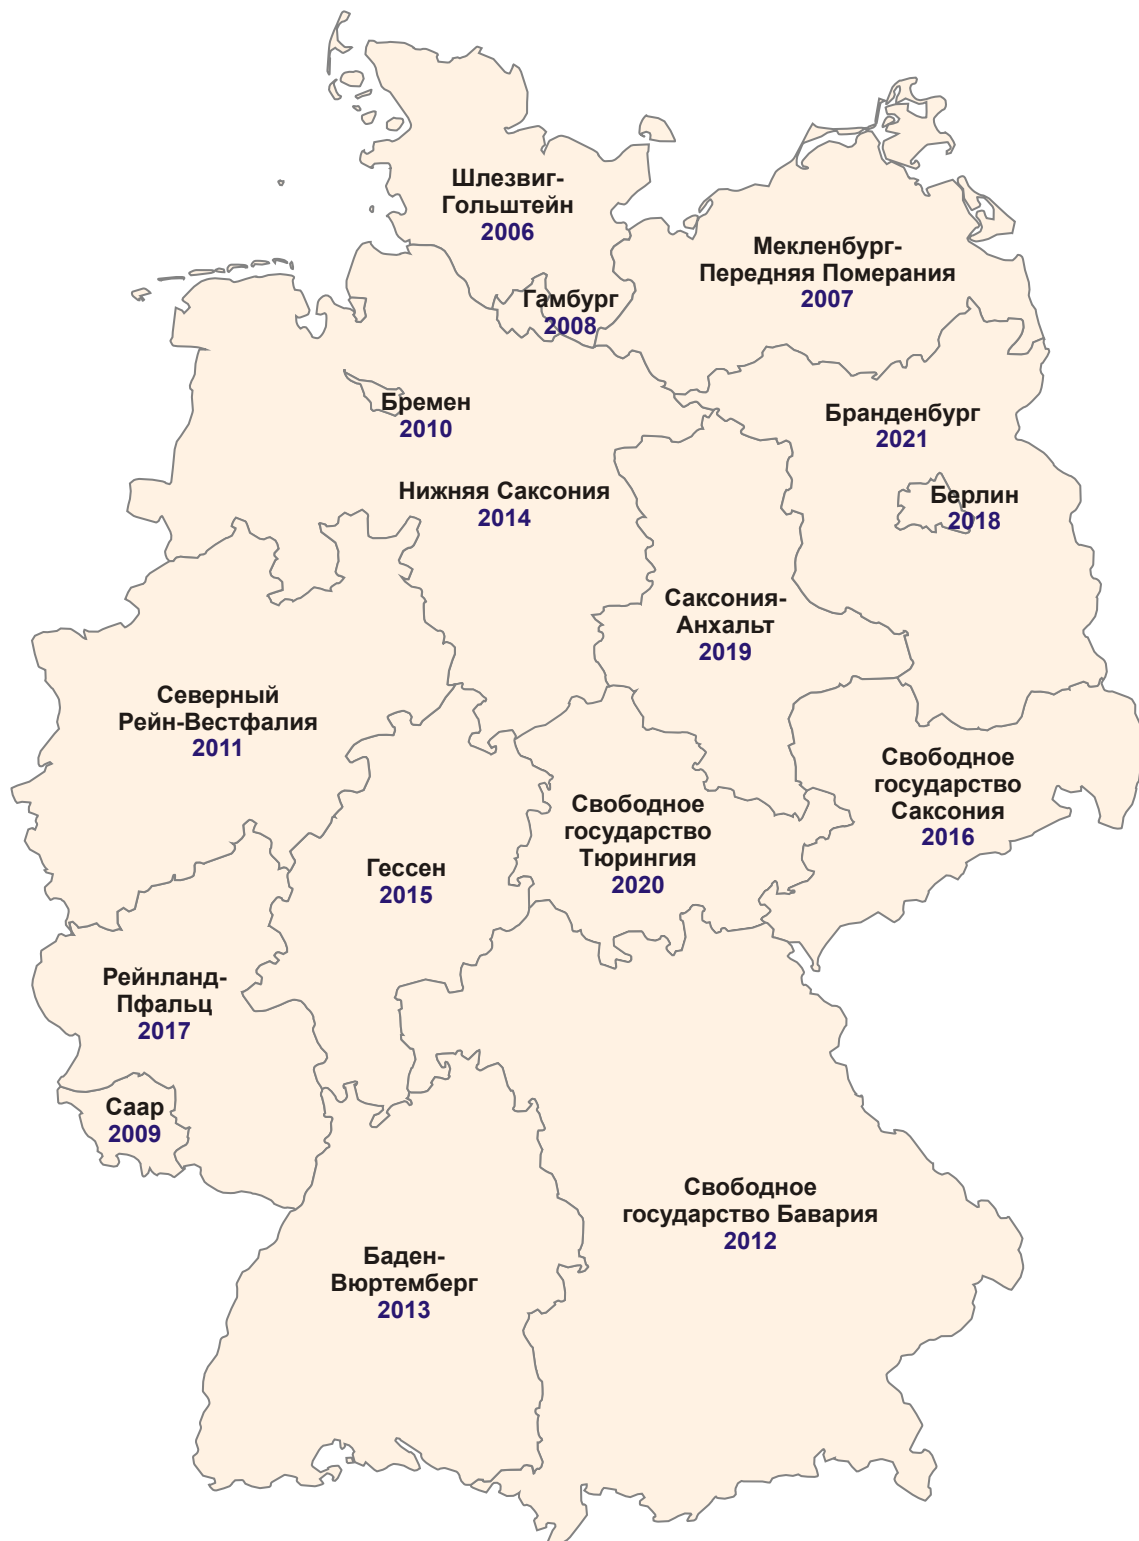 Шлезвиг-
Гольштейн
2006
Мекленбург-
Передняя Померания
2007
Гамбург
2008
Бремен
2010
Бранденбург
2021
Нижняя Саксония
2014
Берлин
2018
Саксония-
Анхальт
2019
Северный
Рейн-Вестфалия
2011
Свободное
государство
Саксония
2016
Свободное
государство
Тюрингия
2020
Гессен
2015
Рейнланд-
Пфальц
2017
Саар
2009
Свободное
государство Бавария
2012
Баден-
Вюртемберг
2013